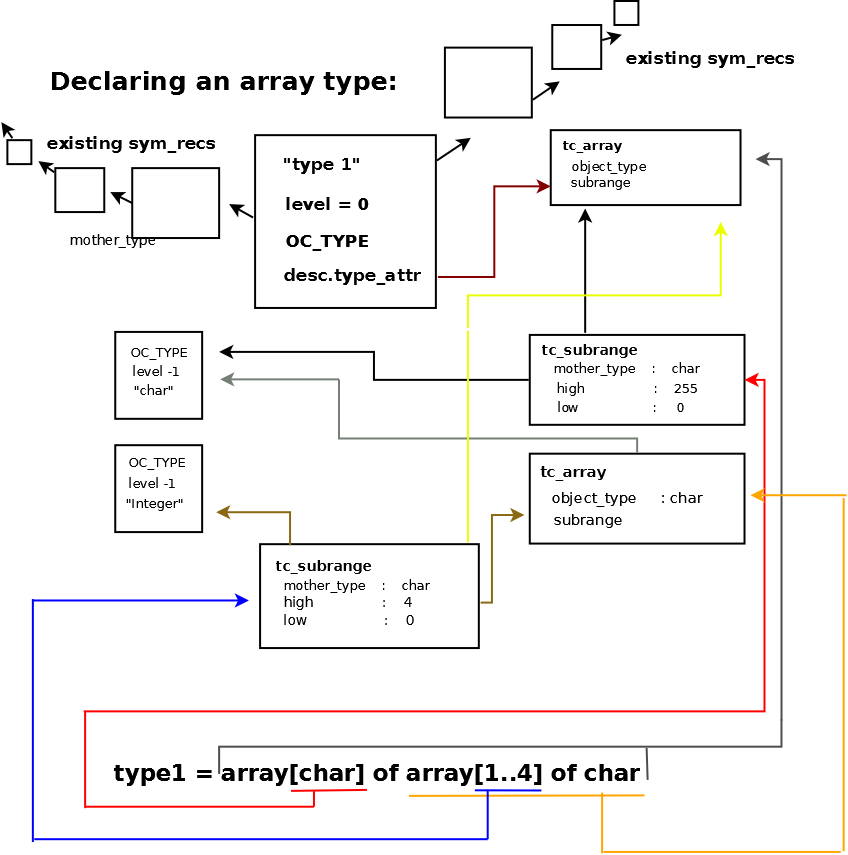 existing sym_recs
Declaring an array type:
existing sym_recs
"type 1"
level = 0
OC_TYPE
desc.type_attr
tc_array
object_type
subrange
mother_type
OC_TYPE
level -1
"char"
tc_subrange
mother_type : char
high : 255
low : 0
OC_TYPE
level -1
"Integer"
tc_array
object_type : char
subrange
tc_subrange
mother_type : char
high : 4
low : 0
type1 = array[char] of array[1..4] of char